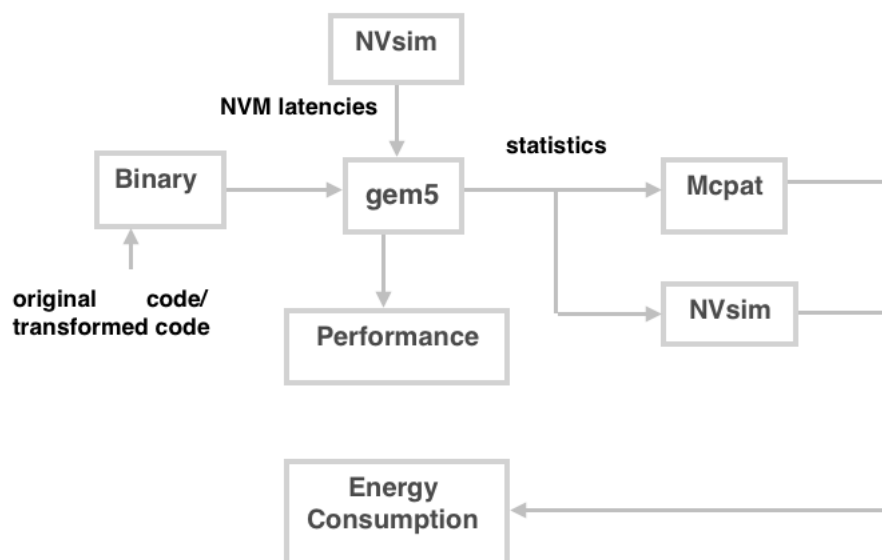 NVsim
NVM latencies
statistics
Binary
gem5
Mcpat
original code/
transformed code
NVsim
Performance
Energy
Consumption